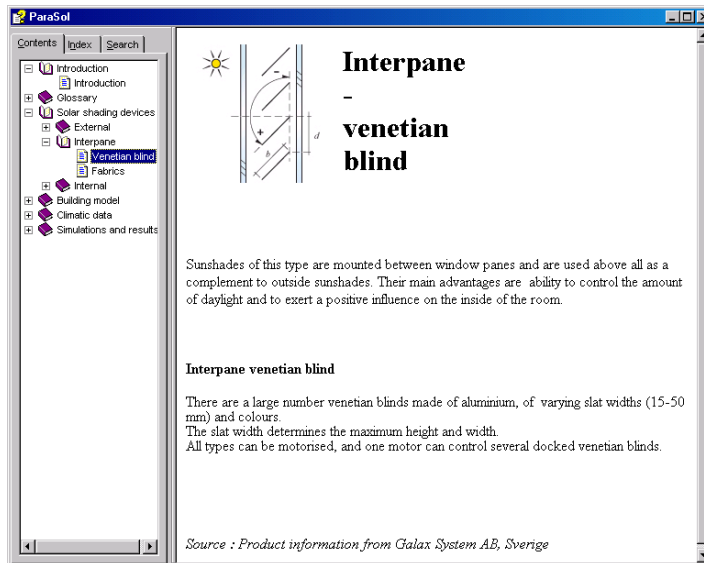 ParaSol
Contents Index Search
Introduction
Introduction
Glossary
Solar shading devices
External
Interpane
Venetian blind
Fabrics
Internal
Building model
Climatic data
Simulations and results
-
+
b
d
Interpane
-
venetian
blind
Sunshades of this type are mounted between window panes and are used above all as a
complement to outside sunshades. Their main advantages are ability to control the amount
of daylight and to exert a positive influence on the inside of the room.
Interpane venetian blind
There are a large number venetian blinds made of aluminium, of varying slat widths (15-50
mm) and colours.
The slat width determines the maximum height and width.
All types can be motorised, and one motor can control several docked venetian blinds.
Source : Product information from Galax System AB, Sverige